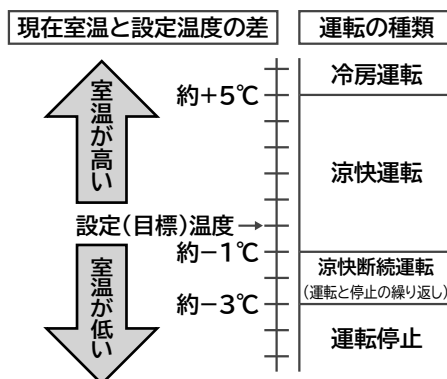 現在室温と設定温度の差
運転の種類
冷房運転
室温が高い
約+5℃
涼快運転
設定(目標)温度→
約−1℃
涼快断続運転
(運転と停止の繰り返し)
室温が低い
約−3℃
運転停止